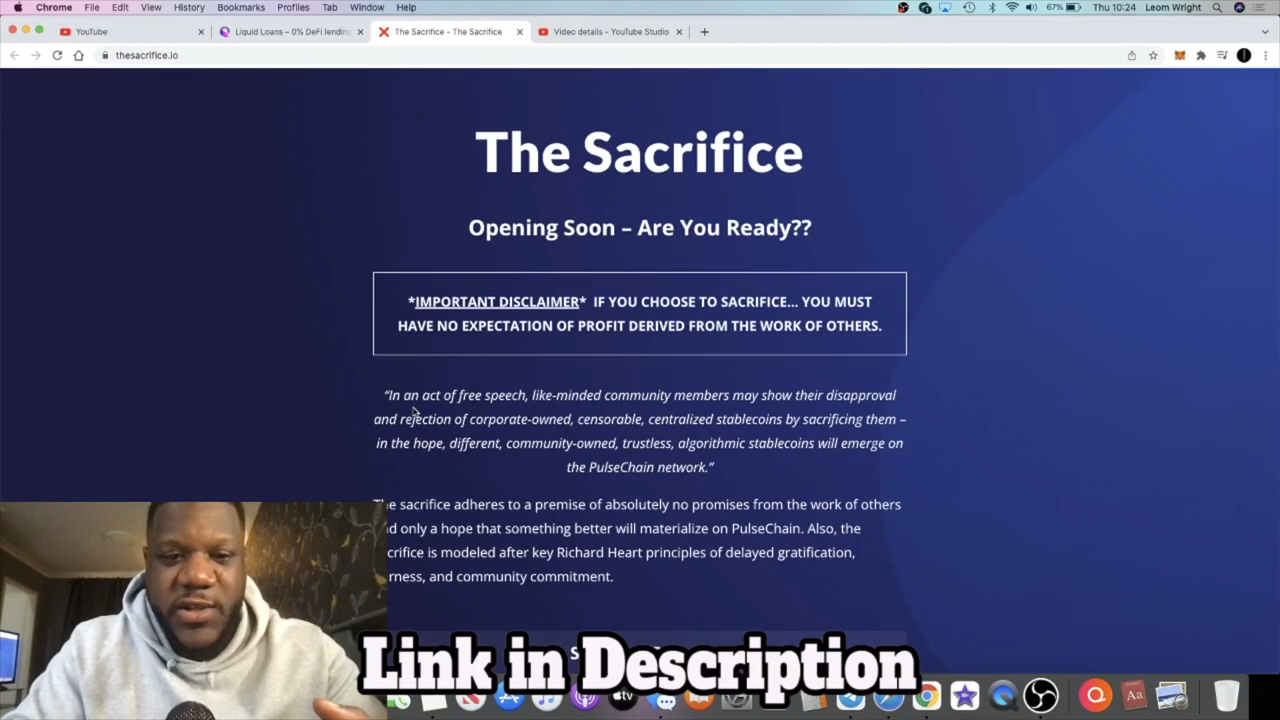 Chrome File Edit View History Bookmarks Profiles Tab Window Help 67% Thu 10:24 Leom Wright
YouTube Liquid Loans – 0% DeFi lending The Sacrifice - The Sacrifice Video details - YouTube Studio
thesacrifice.io
The Sacrifice
Opening Soon – Are You Ready??
*IMPORTANT DISCLAIMER* IF YOU CHOOSE TO SACRIFICE... YOU MUST
HAVE NO EXPECTATION OF PROFIT DERIVED FROM THE WORK OF OTHERS.
“In an act of free speech, like-minded community members may show their disapproval
and rejection of corporate-owned, censorable, centralized stablecoins by sacrificing them –
in the hope, different, community-owned, trustless, algorithmic stablecoins will emerge on
the PulseChain network.”
The sacrifice adheres to a premise of absolutely no promises from the work of others
only a hope that something better will materialize on PulseChain. Also, the
crifice is modeled after key Richard Heart principles of delayed gratification,
rness, and community commitment.
Link in Description
tv
Aa